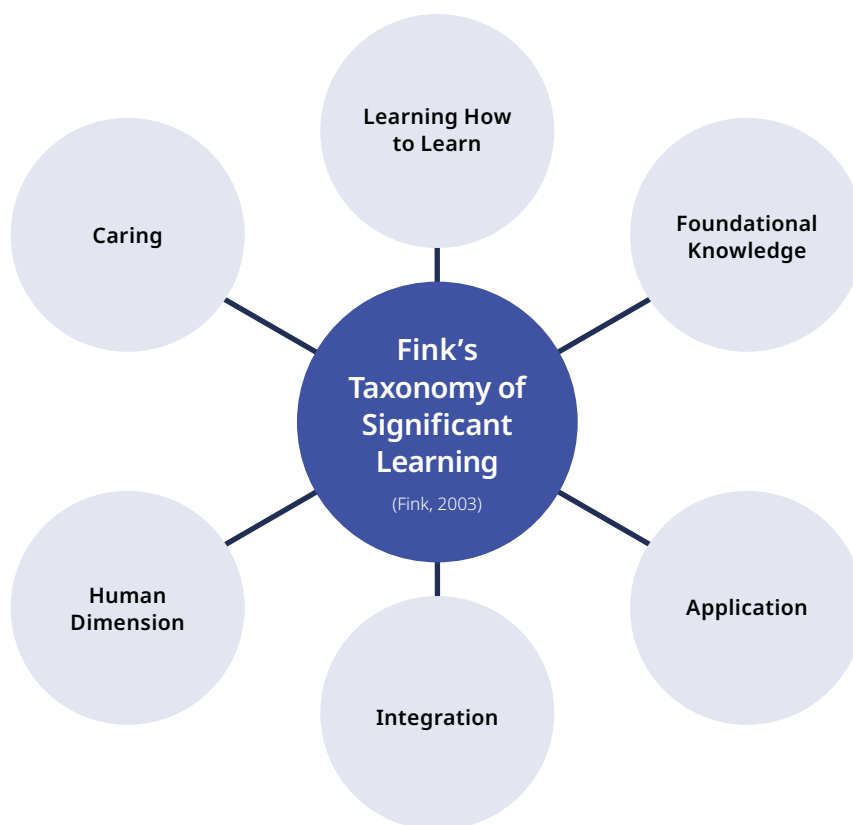 Learning How
to Learn
Foundational
Knowledge
Caring
Fink’s
Taxonomy of
Significant
Learning
(Fink, 2003)
Human
Dimension
Application
Integration